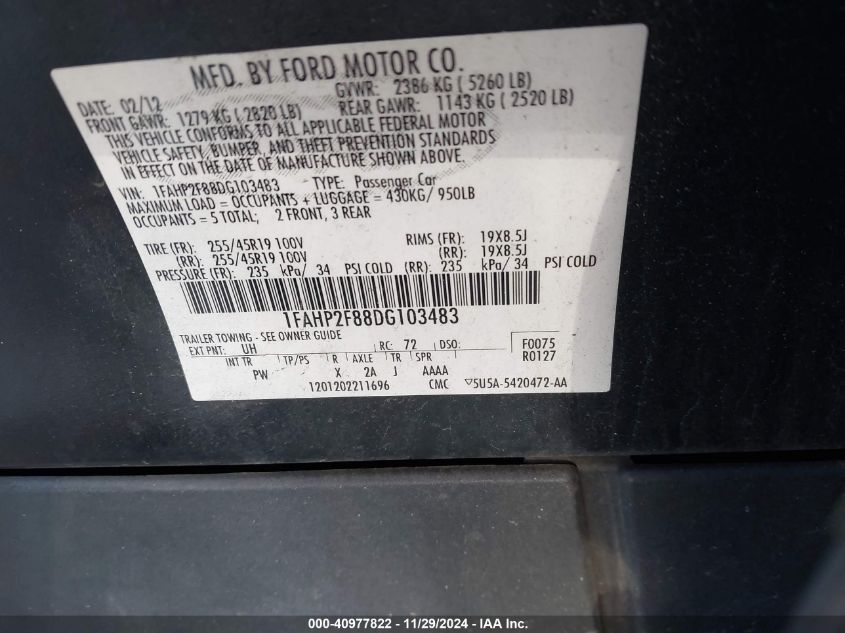 MFD. BY FORD MOTOR CO.
DATE: 02/12 GVWR: 2386 KG ( 5260 LB)
FRONT GAWR: 1279 KG ( 2820 LB) REAR GAWR: 1143 KG ( 2520 LB)
THIS VEHICLE CONFORMS TO ALL APPLICABLE FEDERAL MOTOR
VEHICLE SAFETY, BUMPER, AND THEFT PREVENTION STANDARDS
IN EFFECT ON THE DATE OF MANUFACTURE SHOWN ABOVE.
VIN: 1FAHP2F88DG103483 TYPE: Passenger Car
MAXIMUM LOAD = OCCUPANTS + LUGGAGE = 430KG/ 950LB
OCCUPANTS = 5 TOTAL; 2 FRONT, 3 REAR
TIRE (FR): 255/45R19 100V RIMS (FR): 19X8.5J
(RR): 255/45R19 100V (RR): 19X8.5J
PRESSURE (FR): 235 kPa/ 34 PSI COLD (RR): 235 kPa/ 34 PSI COLD
1FAHP2F88DG103483
TRAILER TOWING - SEE OWNER GUIDE
EXT PNT: UH RC: 72 DSO: F0075
INT TR TP/PS R AXLE TR SPR R0127
PW X 2A J AAAA
1201202211696 CMC ▽5U5A-5420472-AA
000-40977822 - 11/29/2024 - IAA Inc.